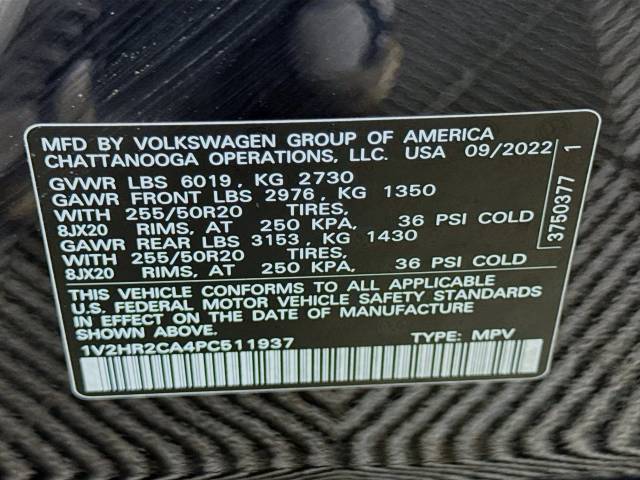 MFD BY VOLKSWAGEN GROUP OF AMERICA
CHATTANOOGA OPERATIONS, LLC. USA 09/2022
GVWR LBS 6019, KG 2730
GAWR FRONT LBS 2976, KG 1350
WITH 255/50R20 TIRES,
8JX20 RIMS, AT 250 KPA, 36 PSI COLD
GAWR REAR LBS 3153, KG 1430
WITH 255/50R20 TIRES,
8JX20 RIMS, AT 250 KPA, 36 PSI COLD
THIS VEHICLE CONFORMS TO ALL APPLICABLE
U.S. FEDERAL MOTOR VEHICLE SAFETY STANDARDS
IN EFFECT ON THE DATE OF MANUFACTURE
SHOWN ABOVE.
1V2HR2CA4PC511937 TYPE: MPV
3750377 1